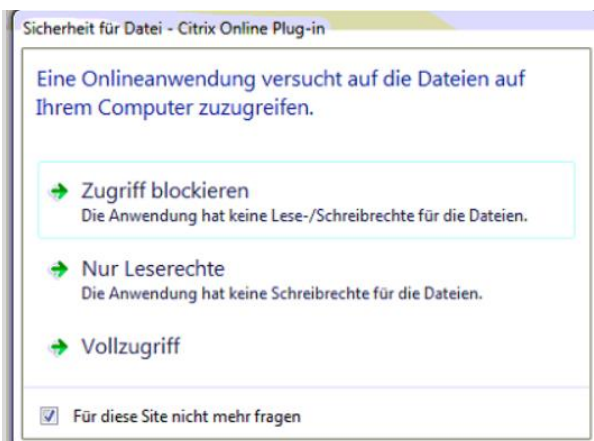 Sicherheit für Datei - Citrix Online Plug-in
Eine Onlineanwendung versucht auf die Dateien auf
Ihrem Computer zuzugreifen.
Zugriff blockieren
Die Anwendung hat keine Lese-/Schreibrechte für die Dateien.
Nur Leserechte
Die Anwendung hat keine Schreibrechte für die Dateien.
Vollzugriff
Für diese Site nicht mehr fragen